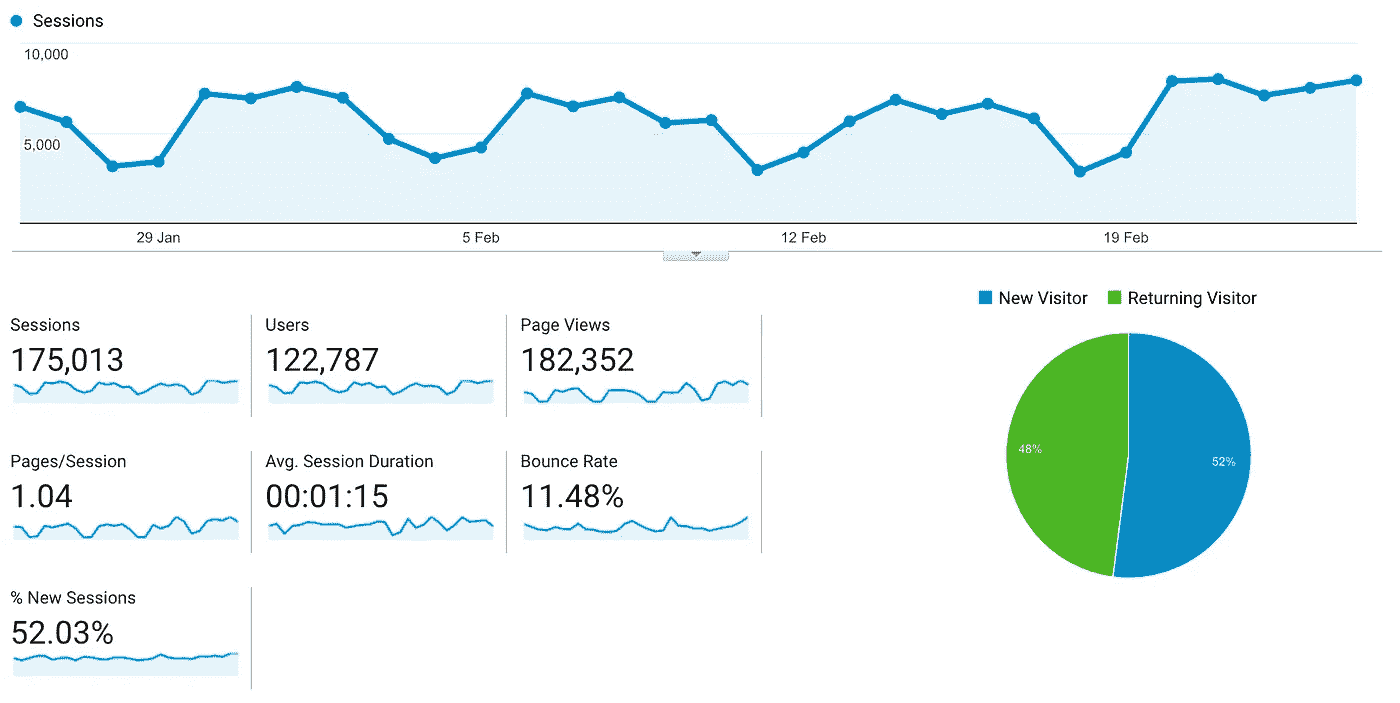 Sessions
10,000
5,000
29 Jan 5 Feb 12 Feb 19 Feb
New Visitor Returning Visitor
Sessions
175,013
Users
122,787
Page Views
182,352
Pages/Session
1.04
Avg. Session Duration
00:01:15
Bounce Rate
11.48%
% New Sessions
52.03%
48%
52%